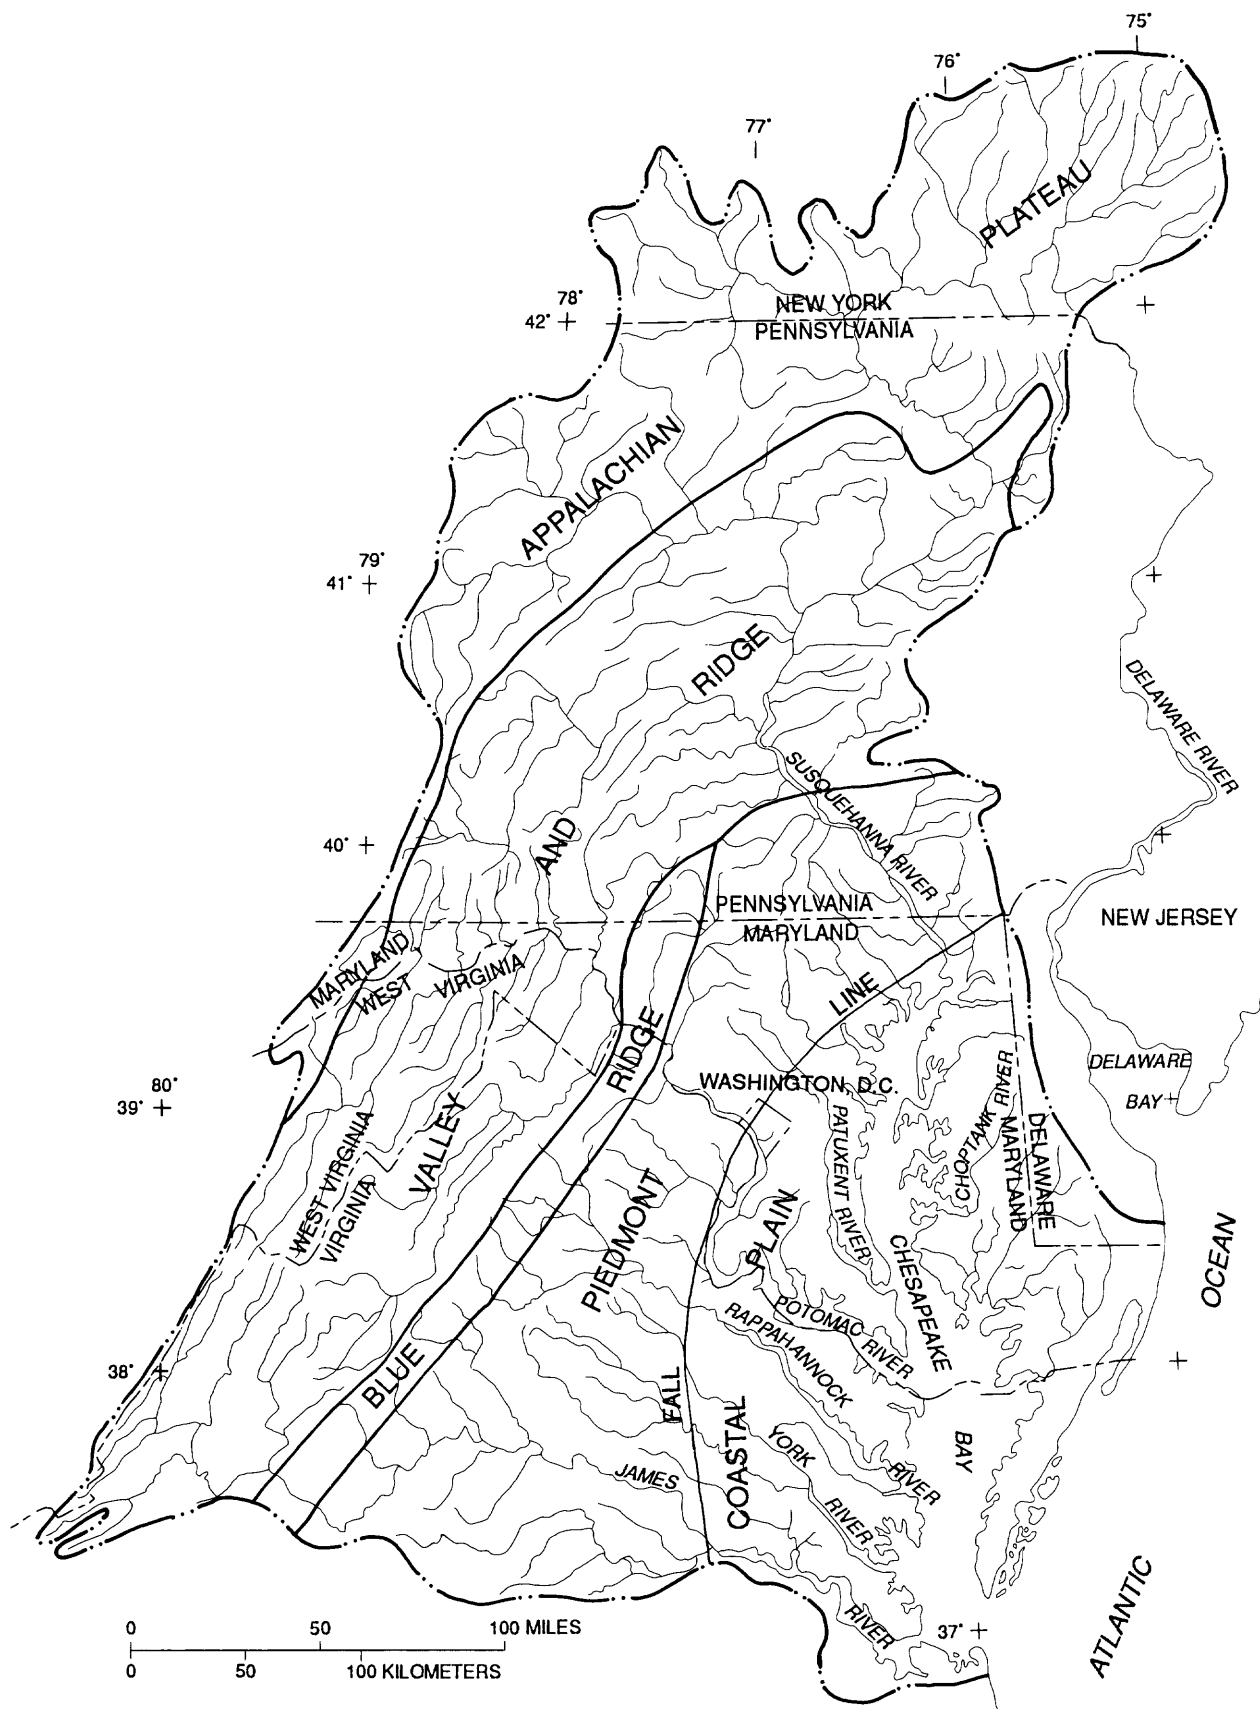 75°
76°
77°
PLATEAU
78°
42°
NEW YORK
PENNSYLVANIA
APPALACHIAN
79°
41°
RIDGE
DELAWARE RIVER
SUSQUEHANNA RIVER
AND
40°
PENNSYLVANIA
MARYLAND
NEW JERSEY
MARYLAND
WEST VIRGINIA
LINE
RIDGE
DELAWARE
BAY
WASHINGTON, D.C.
80°
39°
VALLEY
WEST VIRGINIA
VIRGINIA
PATUXENT RIVER
CHOPTANK RIVER
MARYLAND
DELAWARE
PIEDMONT
PLAIN
CHESAPEAKE
OCEAN
POTOMAC RIVER
RAPPAHANNOCK
38°
BLUE
FALL
COASTAL
YORK
BAY
JAMES
RIVER
RIVER
ATLANTIC
RIVER
37°
0 50 100 MILES
0 50 100 KILOMETERS